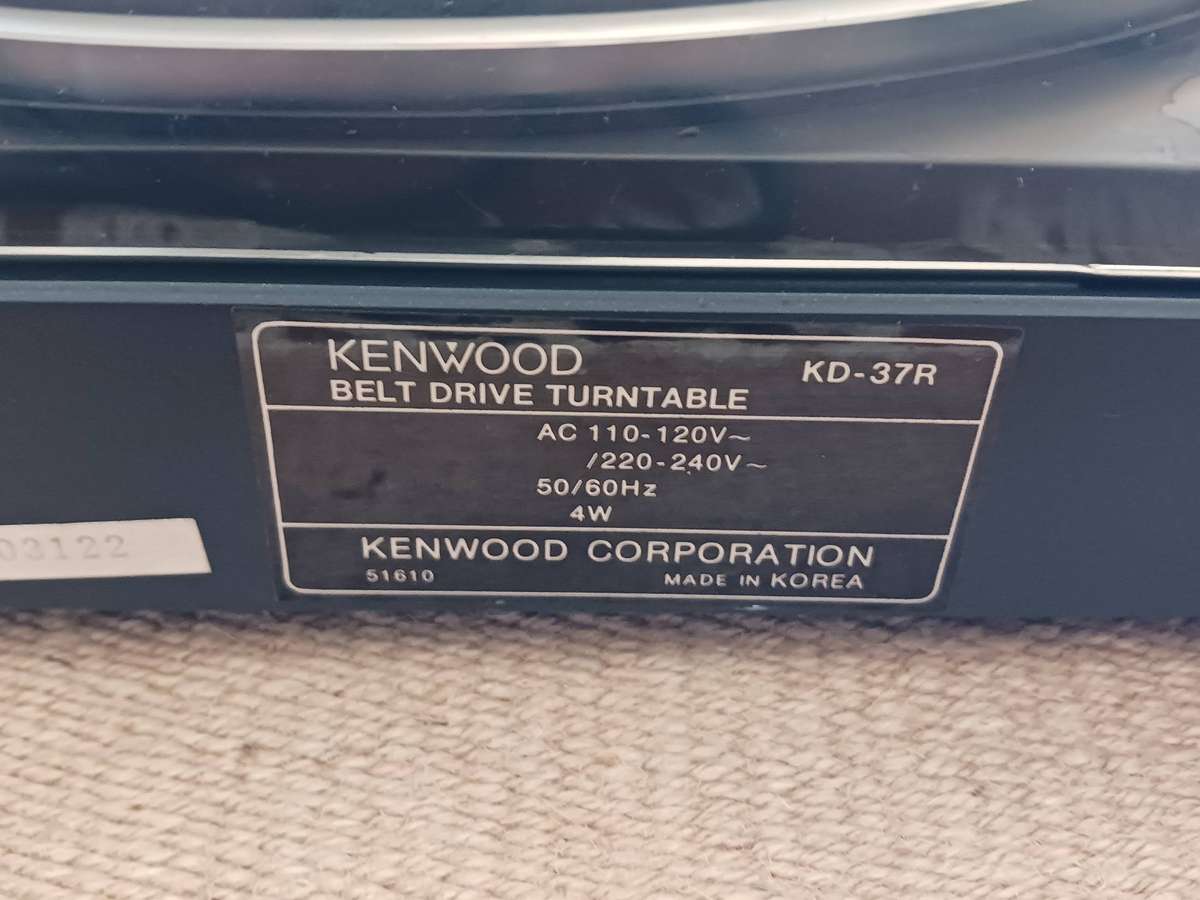 KENWOOD KD-37R
BELT DRIVE TURNTABLE
AC 110-120V~
/220-240V~
50/60Hz
4W
03122
KENWOOD CORPORATION
51610 MADE IN KOREA